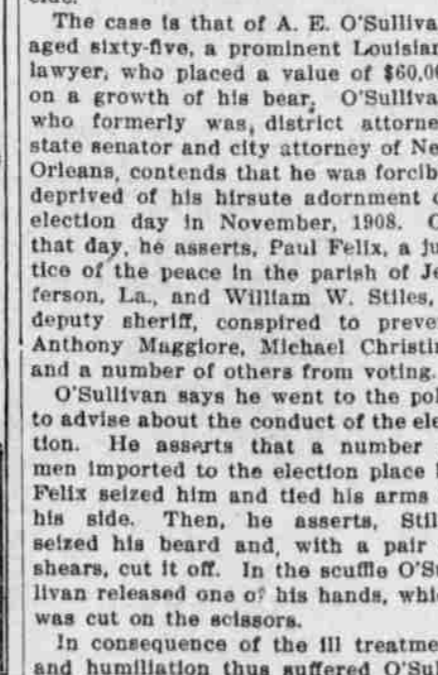 The case is that of A. E. O'Sulliva
aged sixty-five, a prominent Louisian
lawyer, who placed a value of $60,0
on a growth of his bear. O'Sulliva
who formerly was, district attorne
state senator and city attorney of Ne
Orleans, contends that he was forcib
deprived of his hirsute adornment o
election day in November, 1908. O
that day, he asserts, Paul Felix, a ju
tice of the peace in the parish of Je
ferson, La., and William W. Stiles,
deputy sheriff, conspired to preve
Anthony Maggiore, Michael Christin
and a number of others from voting.
O'Sullivan says he went to the pol
to advise about the conduct of the ele
tion. He asserts that a number
men imported to the election place b
Felix seized him and tied his arms
his side. Then, he asserts, Stil
seized his beard and, with a pair
shears, cut it off. In the scuffle O'Su
livan released one of his hands, whi
was cut on the scissors.
In consequence of the ill treatme
and humiliation thus suffered O'Sul